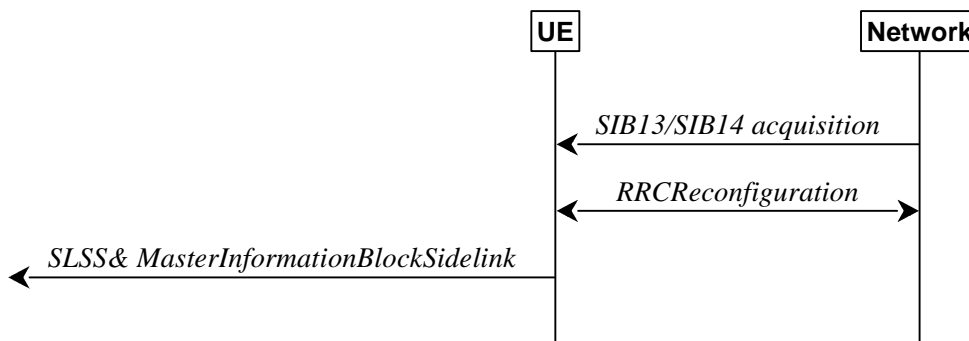 UE
Network
SIB13/SIB14 acquisition
RRCReconfiguration
SLSS& MasterInformationBlockSidelink